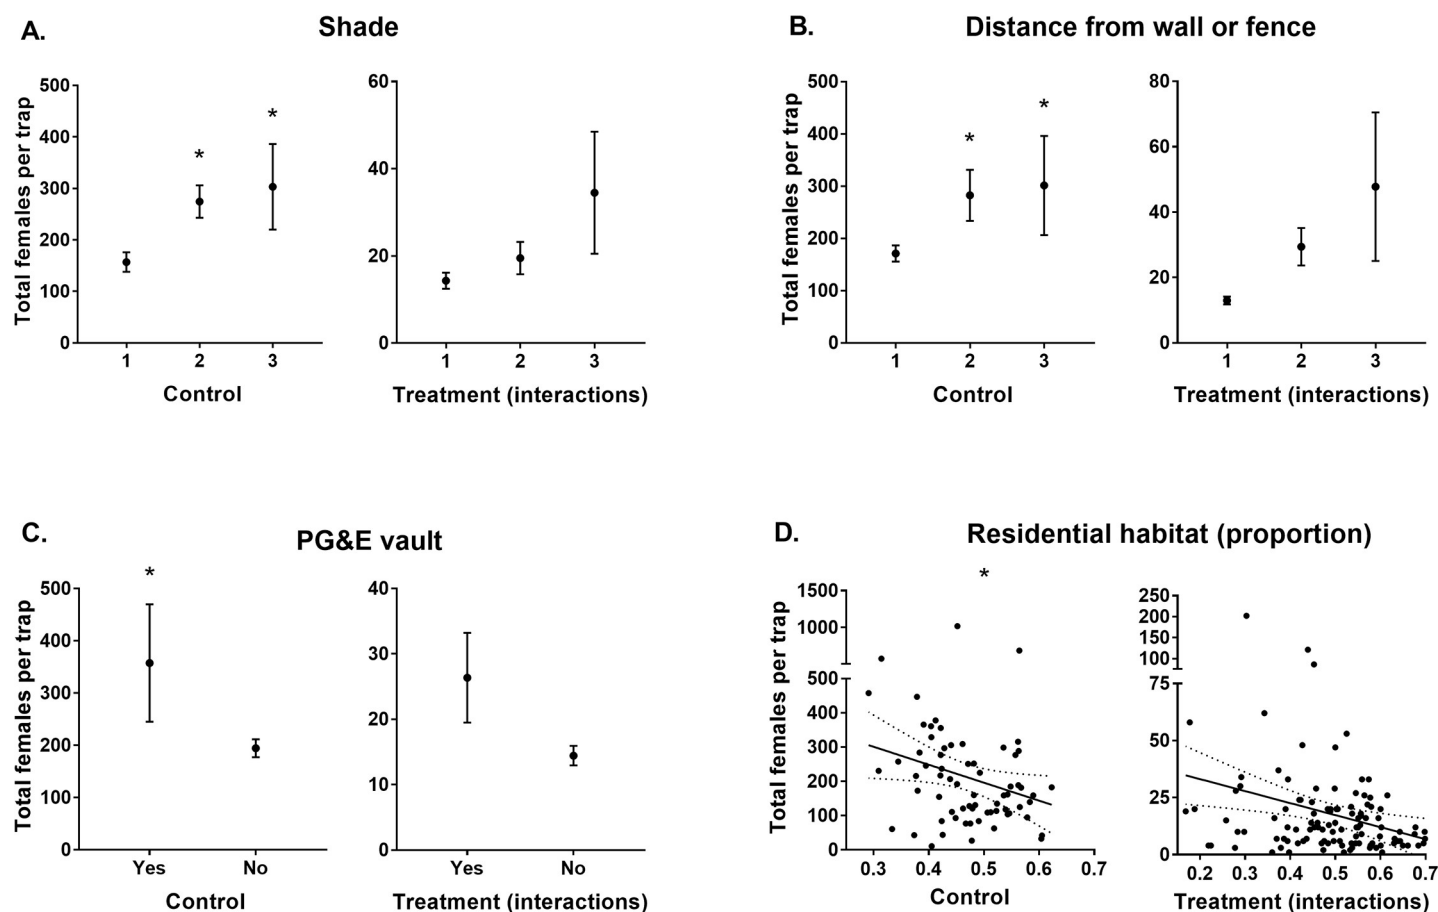 A.
Shade
Total females per trap
500
400
300
200
100
0
*
*
1 2 3
Control
60
40
20
0
1 2 3
Treatment (interactions)
B.
Distance from wall or fence
Total females per trap
500
400
300
200
100
0
*
*
1 2 3
Control
80
60
40
20
0
1 2 3
Treatment (interactions)
C.
PG&E vault
Total females per trap
500
400
300
200
100
0
*
Yes No
Control
40
30
20
10
0
Yes No
Treatment (interactions)
D.
Residential habitat (proportion)
Total females per trap
*
1500
1000
500
400
300
200
100
0
0.3 0.4 0.5 0.6 0.7
Control
250
200
150
100
75
50
25
0
0.2 0.3 0.4 0.5 0.6 0.7
Treatment (interactions)